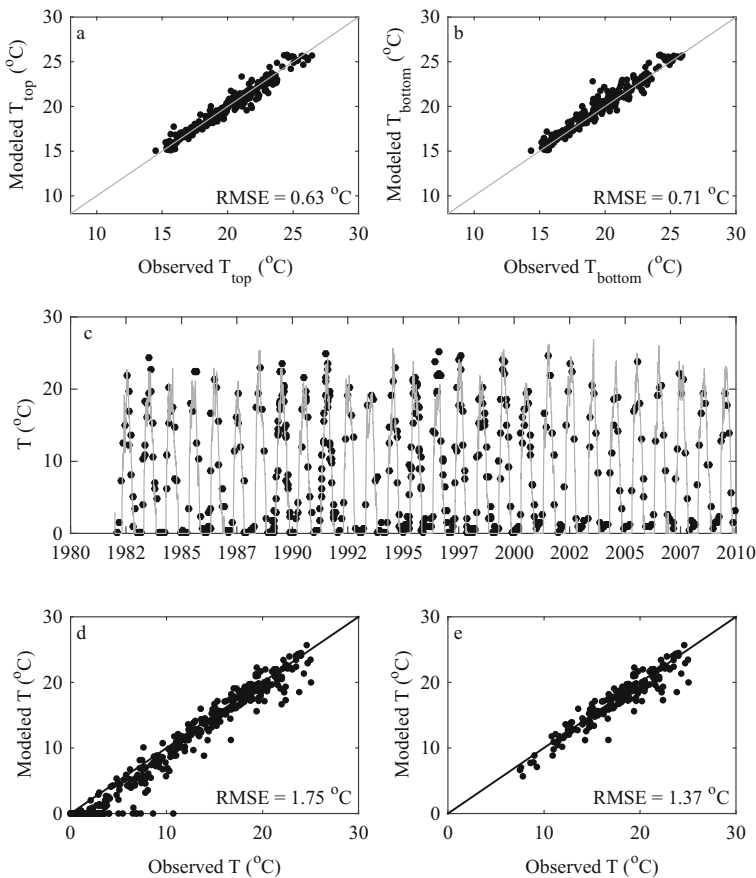 a
Modeled T_top (°C)
30
25
20
15
10
RMSE = 0.63 °C
10 15 20 25 30
Observed T_top (°C)
b
Modeled T_bottom (°C)
30
25
20
15
10
RMSE = 0.71 °C
10 15 20 25 30
Observed T_bottom (°C)
c
T (°C)
30
20
10
0
1980 1982 1985 1987 1990 1992 1995 1997 2000 2002 2005 2007 2010
d
Modeled T (°C)
30
20
10
0
RMSE = 1.75 °C
0 10 20 30
Observed T (°C)
e
Modeled T (°C)
30
20
10
0
RMSE = 1.37 °C
0 10 20 30
Observed T (°C)